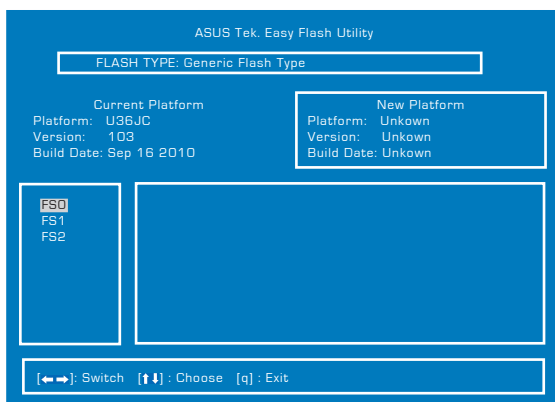 ASUS Tek. Easy Flash Utility
FLASH TYPE: Generic Flash Type
Current Platform
Platform: U36JC
Version: 103
Build Date: Sep 16 2010
New Platform
Platform: Unkown
Version: Unkown
Build Date: Unkown
FS0
FS1
FS2
[←→]: Switch [↑↓] : Choose [q] : Exit